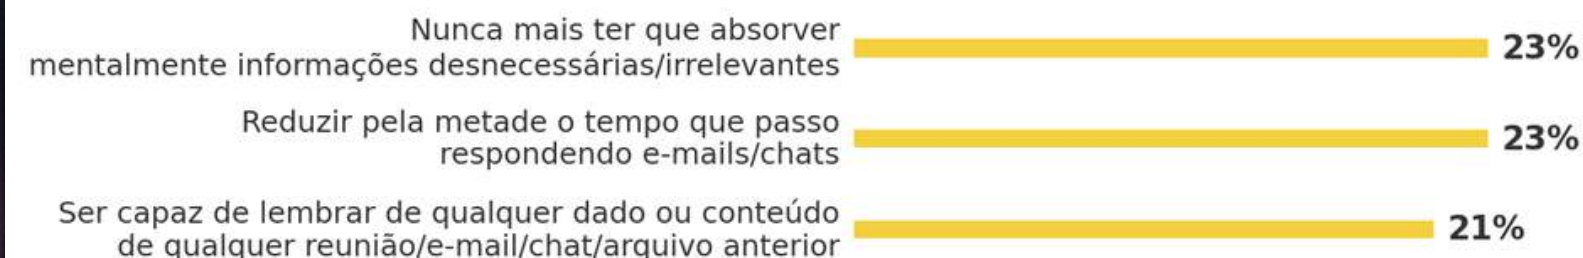 Nunca mais ter que absorver
mentalmente informações desnecessárias/irrelevantes
23%
Reduzir pela metade o tempo que passo
respondendo e-mails/chats
23%
Ser capaz de lembrar de qualquer dado ou conteúdo
de qualquer reunião/e-mail/chat/arquivo anterior
21%